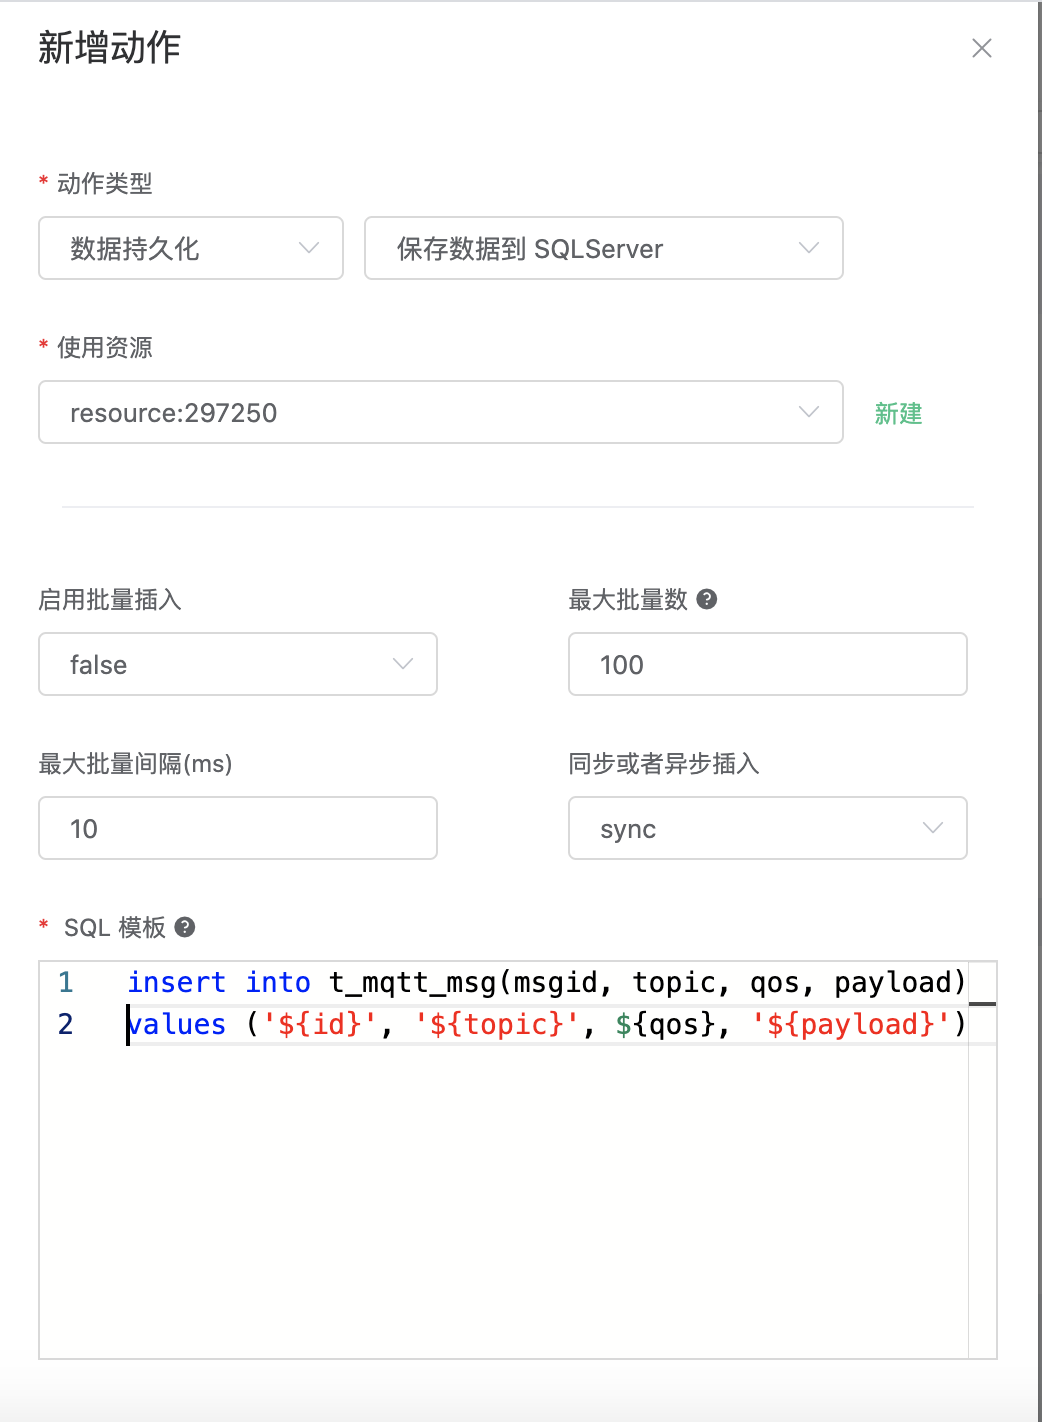 新增动作
* 动作类型
数据持久化 保存数据到 SQLServer
* 使用资源
resource:297250 新建
启用批量插入 最大批量数 ?
false 100
最大批量间隔(ms) 同步或者异步插入
10 sync
* SQL 模板 ?
1 insert into t_mqtt_msg(msgid, topic, qos, payload)
2 values ('${id}', '${topic}', ${qos}, '${payload}')